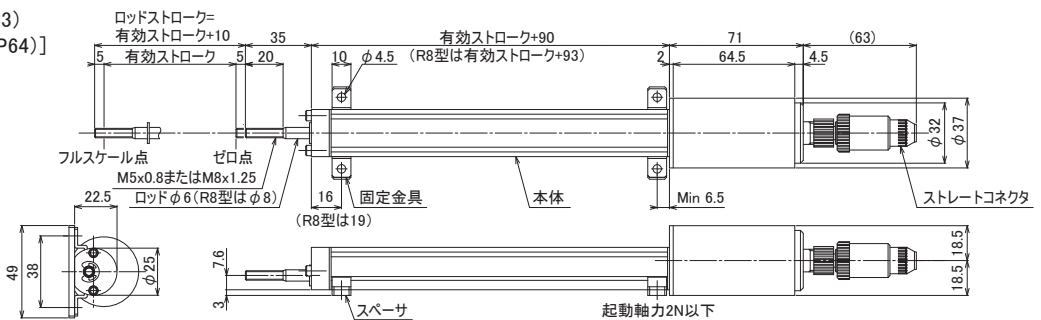 3)
P64)]
ロッドストローク=
有効ストローク+10
35
有効ストローク+90
71
(63)
5
有効ストローク
5
20
10
φ4.5
(R8型は有効ストローク+93)
2
64.5
4.5
φ32
φ37
フルスケール点
ゼロ点
M5x0.8またはM8x1.25
ロッドφ6(R8型はφ8)
16
(R8型は19)
固定金具
本体
Min 6.5
ストレートコネクタ
22.5
49
38
φ25
7.6
3
スペーサ
起動軸力2N以下
18.5
18.5